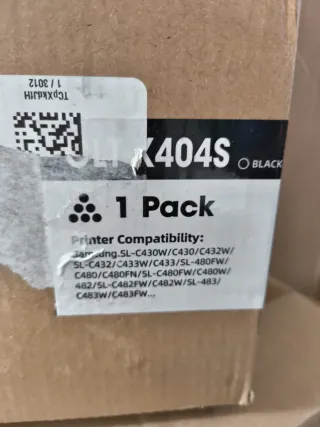 TCpXkdJfH
1 / 3012
K404S
BLACK
1 Pack
Printer Compatibility:
Samsung.SL-C430W/C430/C432W/
SL-C432/C433W/C433/SL-480FW/
C480/C480FN/SL-C480FW/C480W/
482/SL-C482FW/C482W/SL-483/
C483W/C483FW...